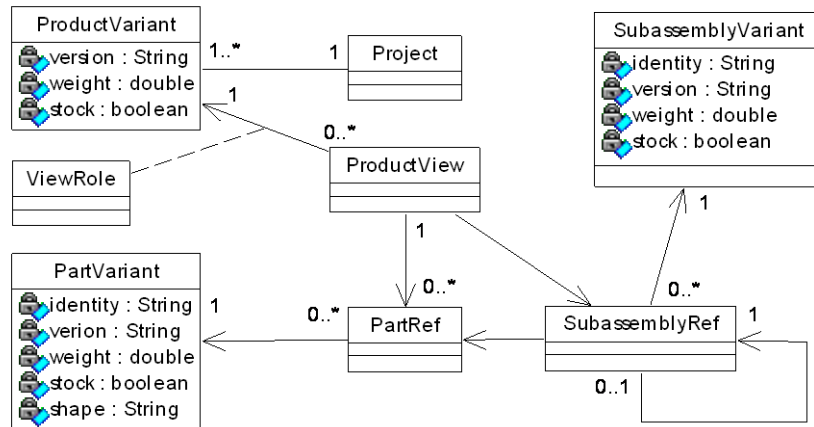 ProductVariant
version : String
weight : double
stock : boolean
1..*
1
Project
SubassemblyVariant
identity : String
version : String
weight : double
stock : boolean
1
0..*
ViewRole
ProductView
1
1
PartVariant
identity : String
verion : String
weight : double
stock : boolean
shape : String
1
0..*
0..*
PartRef
0..*
SubassemblyRef
1
0..1